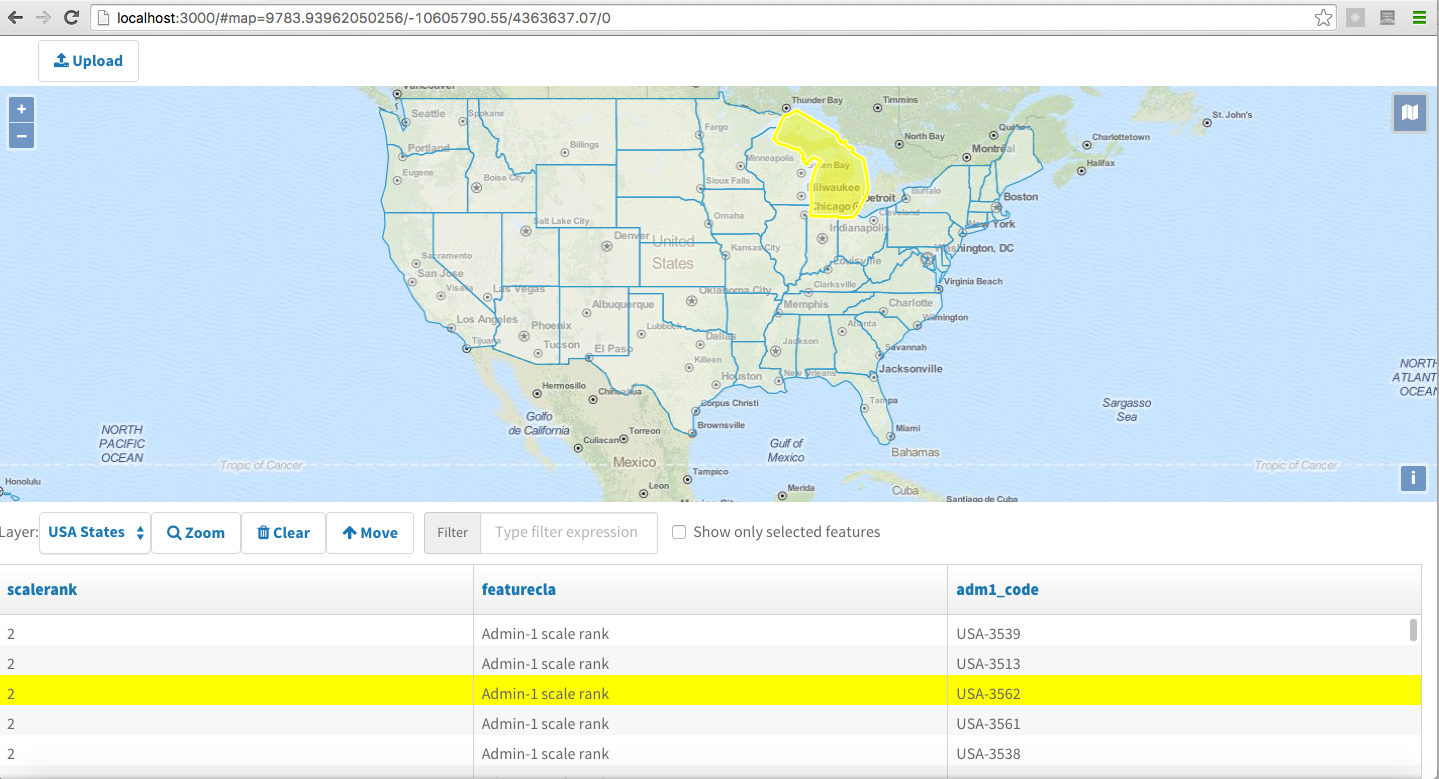 localhost:3000/#map=9783.93962050256/-10605790.55/4363637.07/0
Upload
+
−
Vancouver
Thunder Bay
Timmins
St. John's
Seattle
Spokane
Fargo
North Bay
Québec
Charlottetown
Portland
Billings
Minneapolis
Montréal
Halifax
Eugene
Boise City
Sioux Falls
Milwaukee
Buffalo
Boston
Chicago
Detroit
Salt Lake City
Omaha
Cleveland
New York
Denver
United
States
Kansas City
Indianapolis
Washington, DC
Sacramento
San Jose
Louisville
Visalia
Las Vegas
Oklahoma City
Clarksville
Virginia Beach
Albuquerque
Memphis
Charlotte
Los Angeles
Phoenix
Lubbock
Dallas
Atlanta
Wilmington
Tijuana
Tucson
El Paso
Killeen
Jackson
Savannah
Houston
New Orleans
Jacksonville
Hermosillo
Chihuahua
Corpus Christi
Tampa
Golfo
de California
Brownsville
Miami
Sargasso
Sea
NORTH
PACIFIC
OCEAN
Culiacan
Torreon
Gulf of
Mexico
Bahamas
NORTH
ATLANT
OCEAN
Tropic of Cancer
Mexico
Tampico
Tropic of Cancer
Honolulu
Leon
Merida
Cuba
Mexico City
Santiago de Cuba
i
Layer:
USA States
Zoom
Clear
Move
Filter
Type filter expression
Show only selected features
scalerank featurecla adm1_code
2 Admin-1 scale rank USA-3539
2 Admin-1 scale rank USA-3513
2 Admin-1 scale rank USA-3562
2 Admin-1 scale rank USA-3561
2 Admin-1 scale rank USA-3538